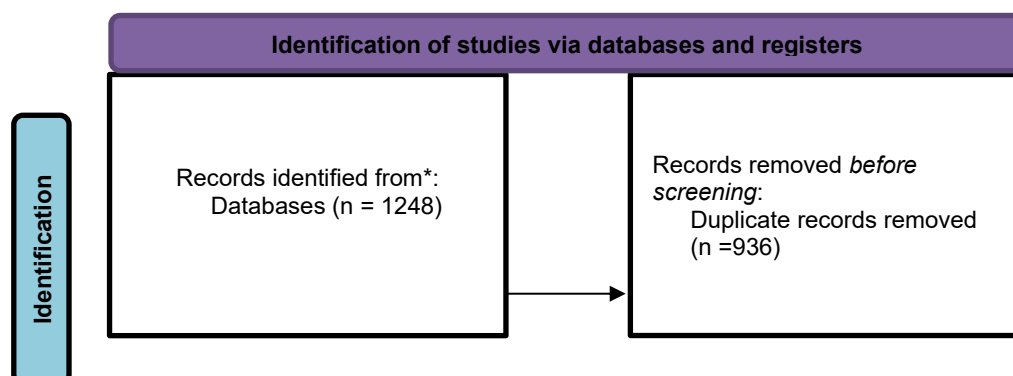 Identification of studies via databases and registers
Identification
Records identified from*:
Databases (n = 1248)
Records removed before
screening:
Duplicate records removed
(n =936)